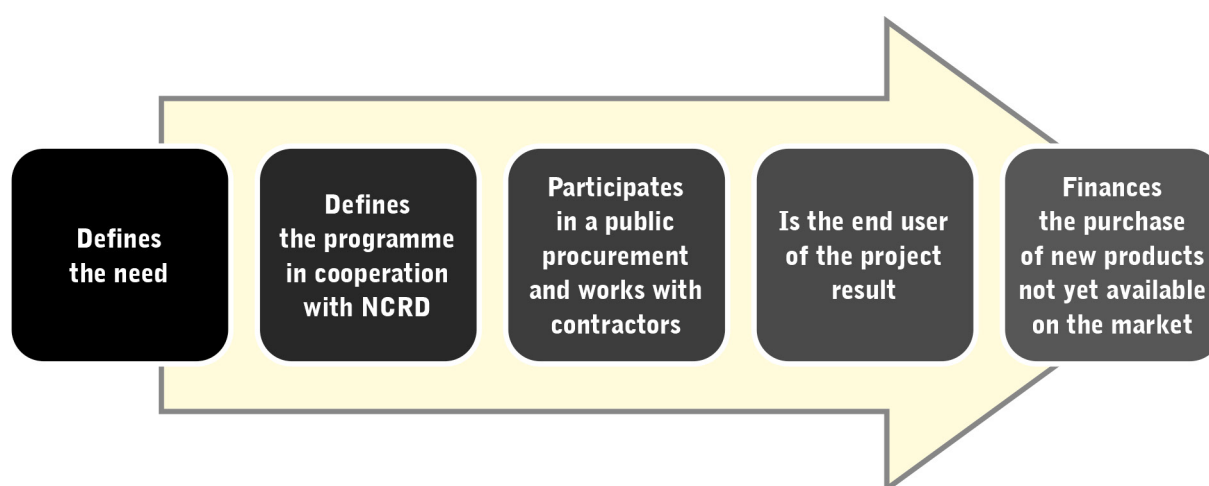 Defines
the need
Defines
the programme
in cooperation
with NCRD
Participates
in a public
procurement
and works with
contractors
Is the end user
of the project
result
Finances
the purchase
of new products
not yet available
on the market